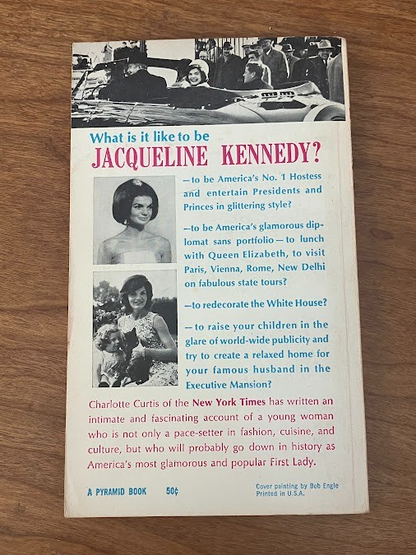 What is it like to be
JACQUELINE KENNEDY?
—to be America's No. 1 Hostess
and entertain Presidents and
Princes in glittering style?
—to be America's glamorous dip-
lomat sans portfolio — to lunch
with Queen Elizabeth, to visit
Paris, Vienna, Rome, New Delhi
on fabulous state tours?
—to redecorate the White House?
— to raise your children in the
glare of world-wide publicity and
try to create a relaxed home for
your famous husband in the
Executive Mansion?
Charlotte Curtis of the New York Times has written an
intimate and fascinating account of a young woman
who is not only a pace-setter in fashion, cuisine, and
culture, but who will probably go down in history as
America's most glamorous and popular First Lady.
A PYRAMID BOOK 50¢
Cover painting by Bob Engle
Printed in U.S.A.